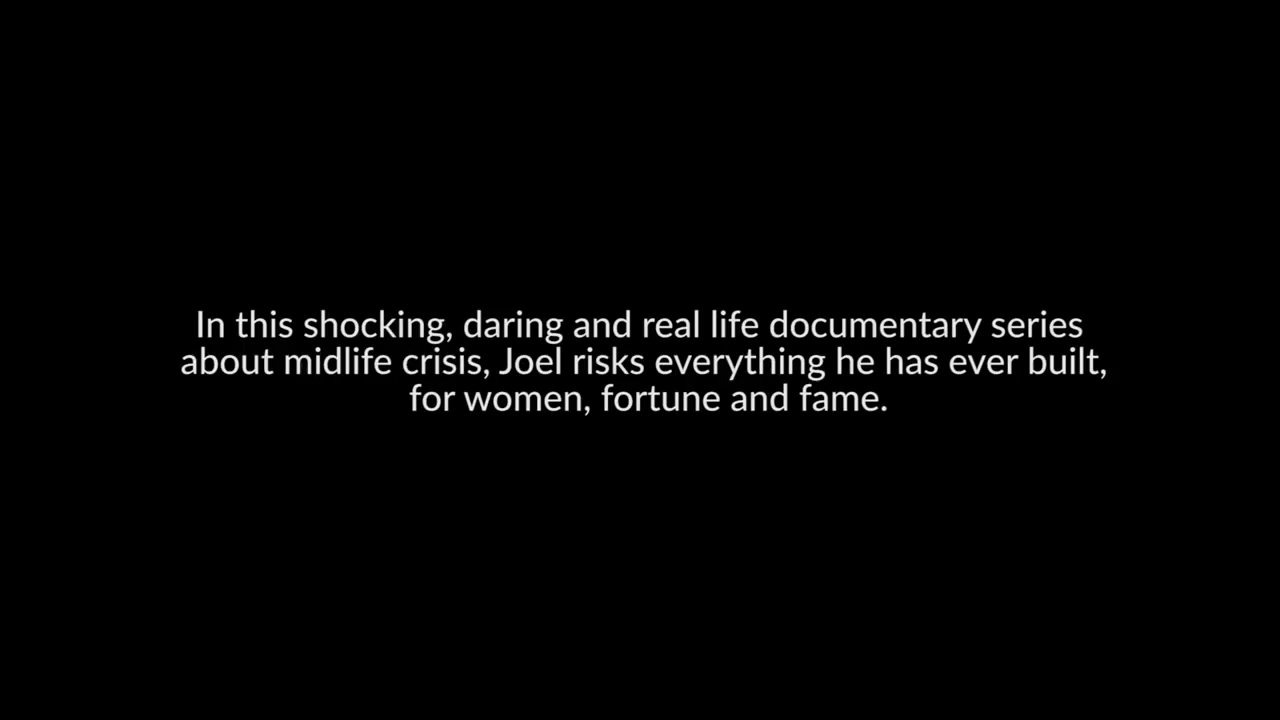 In this shocking, daring and real life documentary series
about midlife crisis, Joel risks everything he has ever built,
for women, fortune and fame.